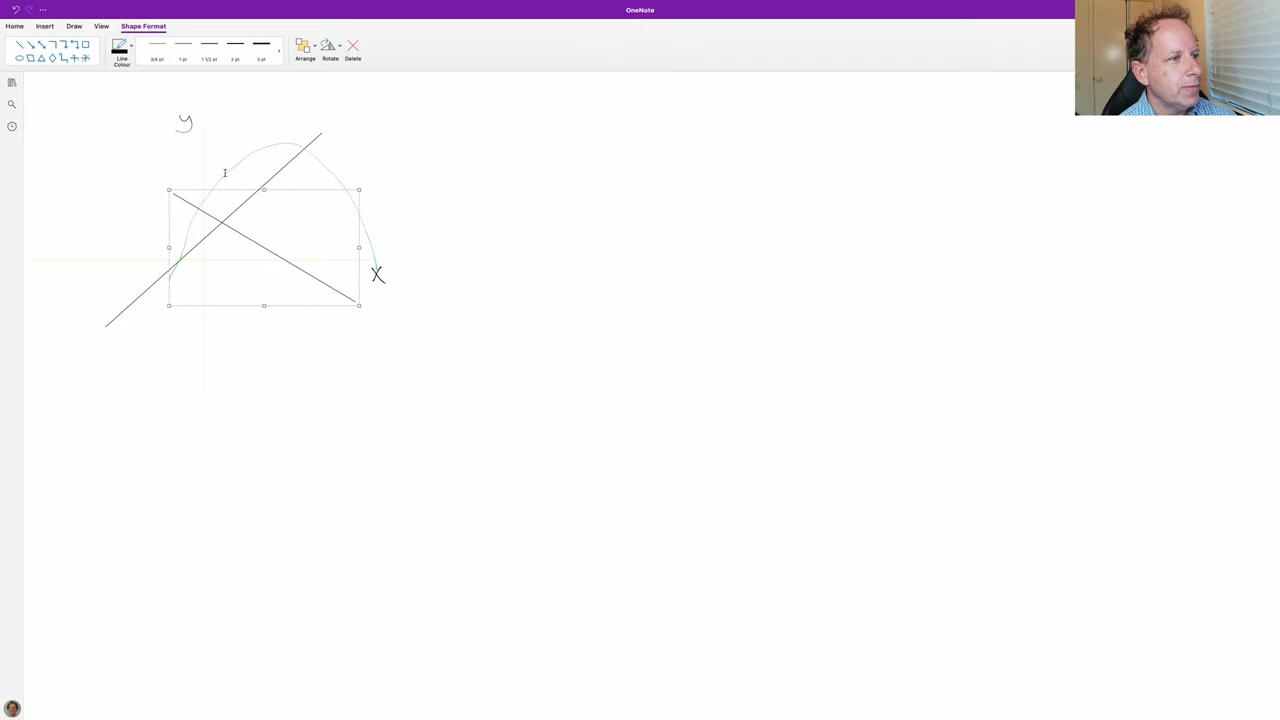 OneNote
Home Insert Draw View Shape Format
3/4 pt 1 pt 1 1/2 pt 2 pt 3 pt
Line Colour
Arrange Rotate Delete
y
x